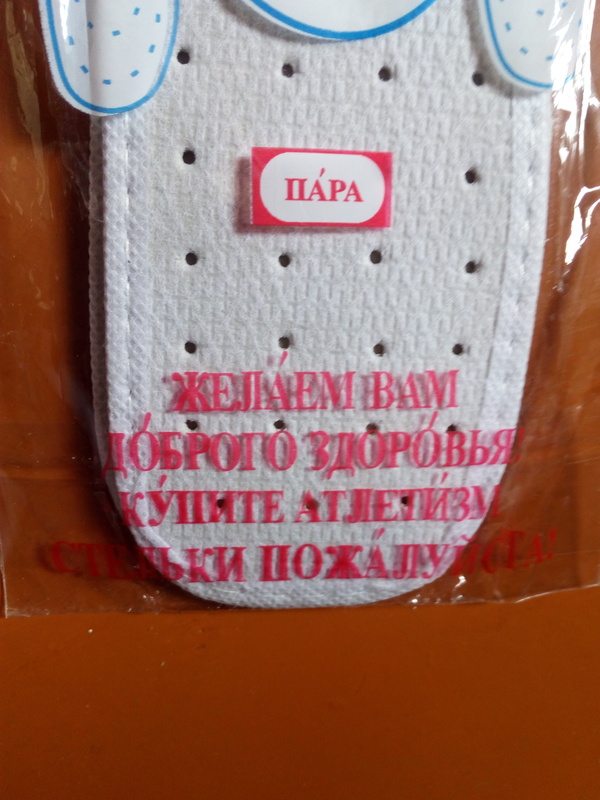 ПА́РА
ЖЕЛА́ЕМ ВАМ
ДО́БРОГО ЗДОРО́ВЬЯ!
КУ́ПИТЕ АТЛЕТИ́ЗМ
СТЕЛЬКИ ПОЖА́ЛУЙСТА!